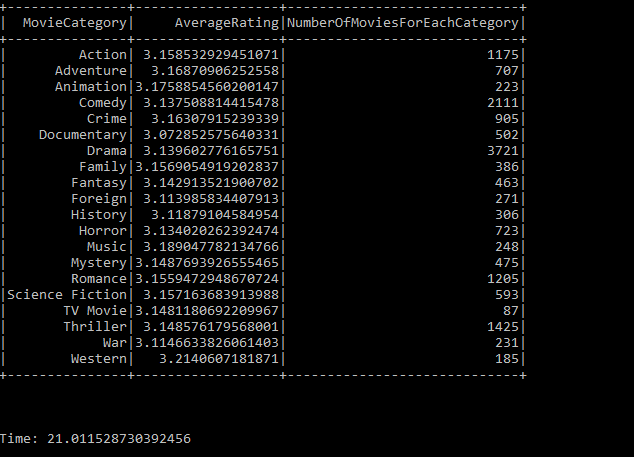 +---------------+------------------+-----------------------------+
|  MovieCategory|     AverageRating|NumberOfMoviesForEachCategory|
+---------------+------------------+-----------------------------+
|         Action| 3.158532929451071|                         1175|
|      Adventure|  3.16870906252558|                          707|
|      Animation|3.1758854560200147|                          223|
|         Comedy| 3.137508814415478|                         2111|
|          Crime|  3.16307915239339|                          905|
|    Documentary| 3.072852575640331|                          502|
|          Drama| 3.139602776165751|                         3721|
|         Family|3.1569054919202837|                          386|
|        Fantasy| 3.142913521900702|                          463|
|        Foreign| 3.113985834407913|                          271|
|        History|  3.11879104584954|                          306|
|         Horror| 3.134020262392474|                          723|
|          Music| 3.189047782134766|                          248|
|        Mystery|3.1487693926555465|                          475|
|        Romance|3.1559472948670724|                         1205|
|Science Fiction| 3.157163683913988|                          593|
|       TV Movie|3.1481180692209967|                           87|
|       Thriller| 3.148576179568001|                         1425|
|            War|3.1146633826061403|                          231|
|        Western|   3.2140607181871|                          185|
+---------------+------------------+-----------------------------+
Time: 21.011528730392456